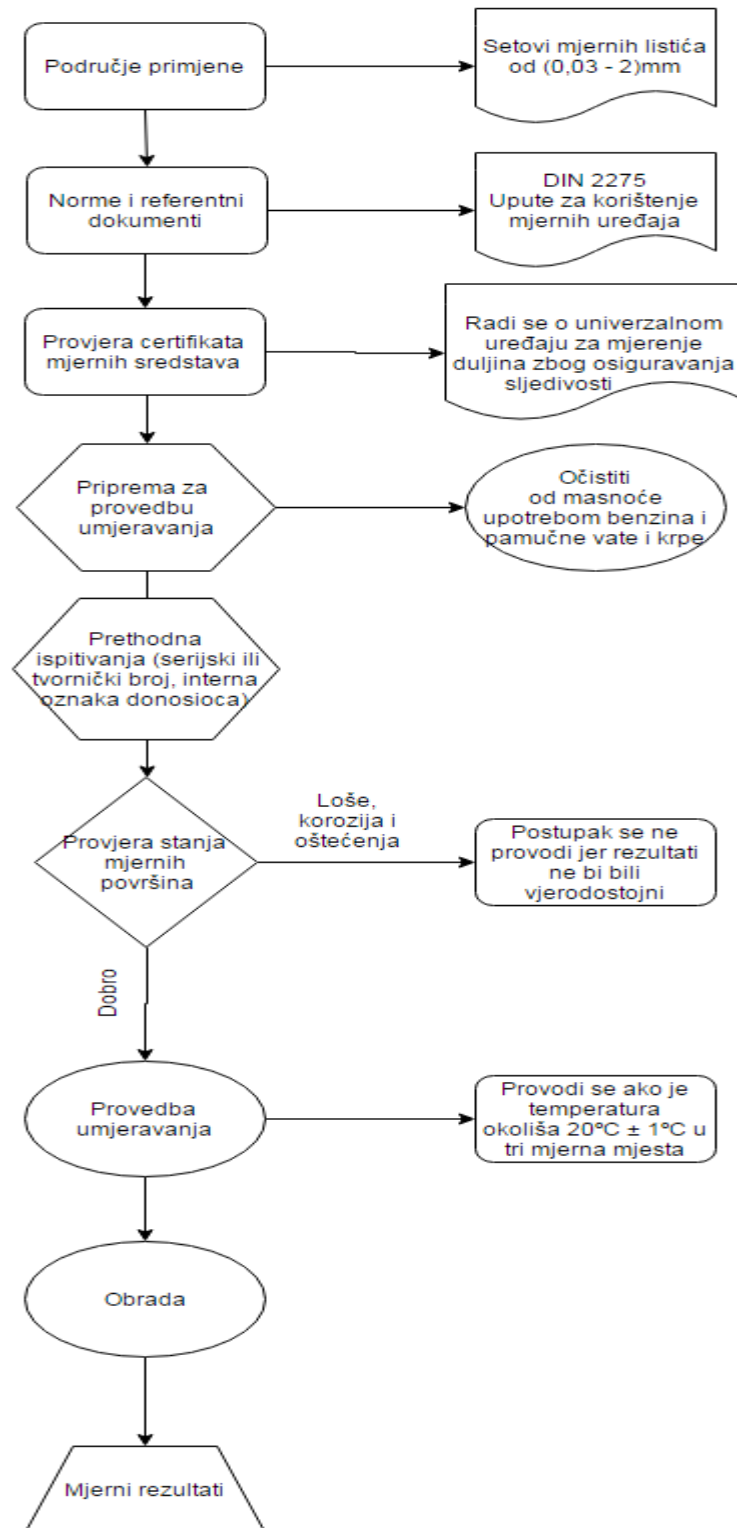 Područje primjene
Setovi mjernih listića
od (0,03 - 2)mm
Norme i referentni
dokumenti
DIN 2275
Upute za korištenje
mjernih uređaja
Provjera certifikata
mjernih sredstava
Radi se o univerzalnom
uređaju za mjerenje
duljina zbog osiguravanja
sljedivosti
Priprema za
provedbu
umjeravanja
Očistiti
od masnoće
upotrebom benzina i
pamučne vate i krpe
Prethodna
ispitivanja (serijski ili
tvornički broj, interna
oznaka donosioca)
Provjera stanja
mjernih
površina
Loše,
korozija i
oštećenja
Postupak se ne
provodi jer rezultati
ne bi bili
vjerodostojni
Dobro
Provedba
umjeravanja
Provodi se ako je
temperatura
okoliša 20ºC ± 1ºC u
tri mjerna mjesta
Obrada
Mjerni rezultati